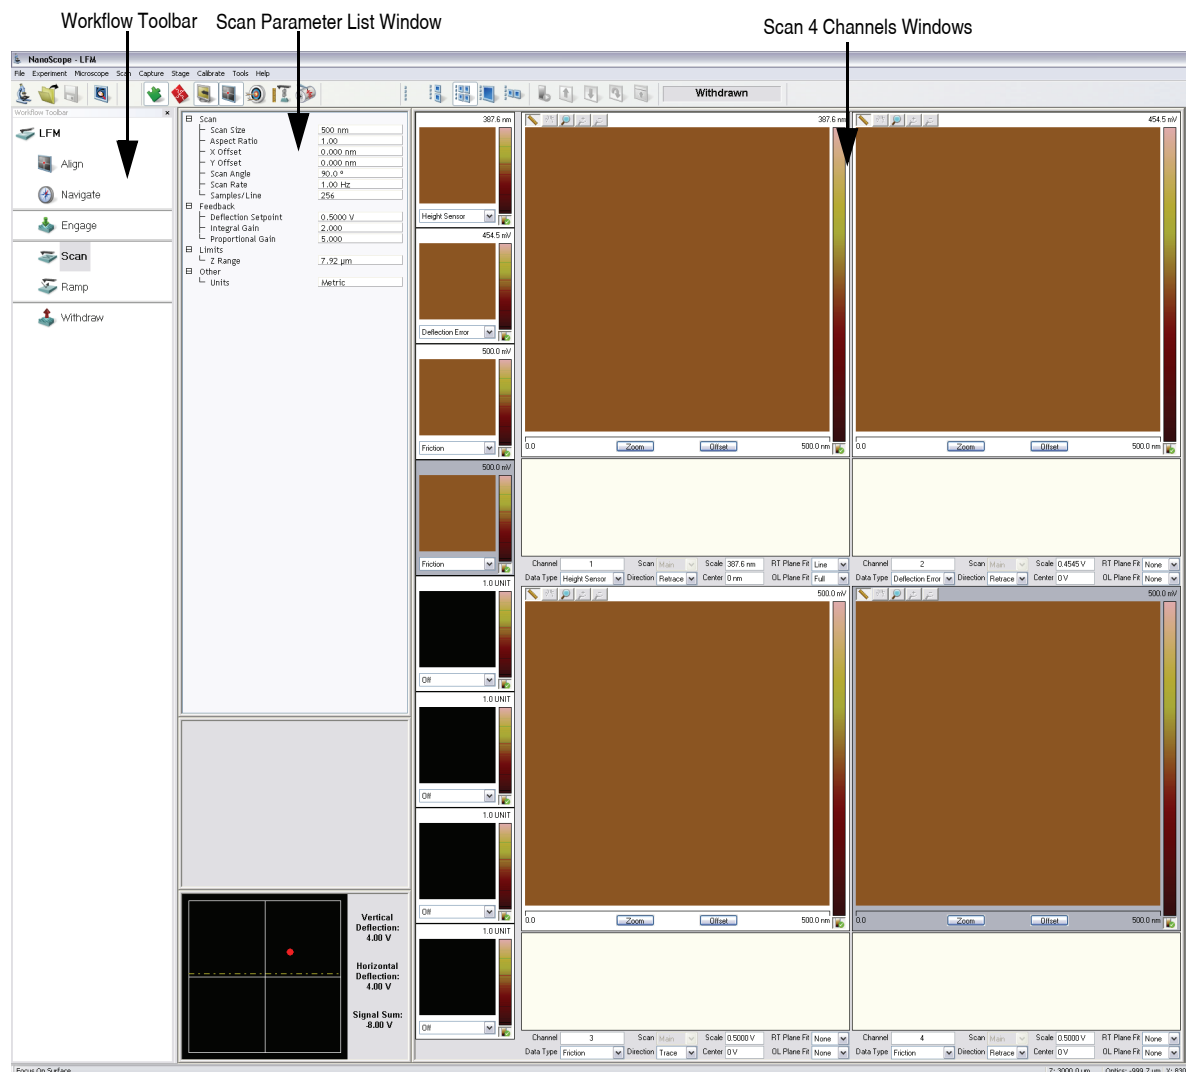 Workflow Toolbar
Scan Parameter List Window
Scan 4 Channels Windows
NanoScope - LFM
File Experiment Microscope Scan Capture Stage Calibrate Tools Help
Withdrawn
Workflow Toolbar x
LFM
Align
Navigate
Engage
Scan
Ramp
Withdraw
Scan
Scan Size 500 nm
Aspect Ratio 1.00
X Offset 0.000 nm
Y Offset 0.000 nm
Scan Angle 90.0 °
Scan Rate 1.00 Hz
Samples/Line 256
Feedback
Deflection Setpoint 0.5000 V
Integral Gain 2.000
Proportional Gain 5.000
Limits
Z Range 7.92 µm
Other
Units Metric
Vertical
Deflection:
4.00 V
Horizontal
Deflection:
4.00 V
Signal Sum:
-8.00 V
387.6 nm
Height Sensor
454.5 mV
Deflection Error
500.0 mV
Friction
500.0 mV
Friction
1.0 UNIT
Off
1.0 UNIT
Off
1.0 UNIT
Off
1.0 UNIT
Off
387.6 nm
0.0 Zoom Offset 500.0 nm
Channel 1 Scan Main Scale 387.6 nm RT Plane Fit Line
Data Type Height Sensor Direction Retrace Center 0 nm OL Plane Fit Full
454.5 mV
0.0 Zoom Offset 500.0 nm
Channel 2 Scan Main Scale 0.4545 V RT Plane Fit None
Data Type Deflection Error Direction Retrace Center 0 V OL Plane Fit None
500.0 mV
0.0 Zoom Offset 500.0 nm
Channel 3 Scan Main Scale 0.5000 V RT Plane Fit None
Data Type Friction Direction Trace Center 0 V OL Plane Fit None
500.0 mV
0.0 Zoom Offset 500.0 nm
Channel 4 Scan Main Scale 0.5000 V RT Plane Fit None
Data Type Friction Direction Retrace Center 0 V OL Plane Fit None
Focus On Surface
Z: 3000.0 um Optics: -999.7 um X: 830